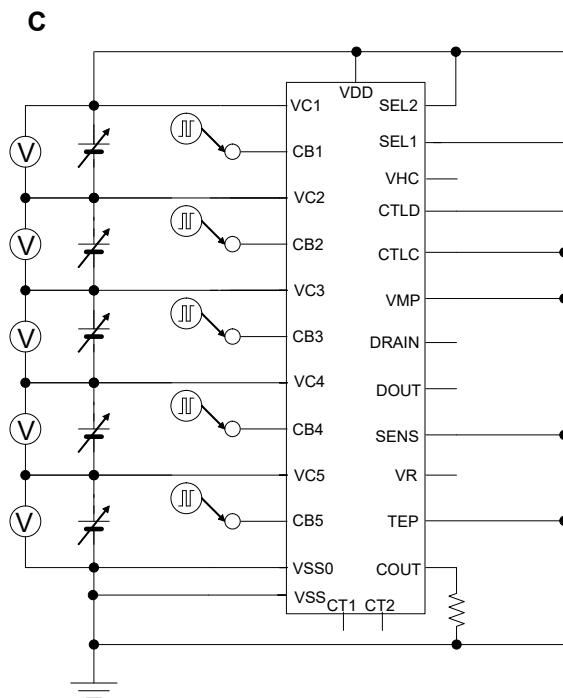 C
VDD
VC1
SEL2
V
CB1
SEL1
VHC
VC2
CTLD
V
CB2
CTLC
VC3
VMP
V
CB3
DRAIN
VC4
DOUT
V
CB4
SENS
VC5
VR
V
CB5
TEP
VSS0
COUT
VSS
CT1 CT2